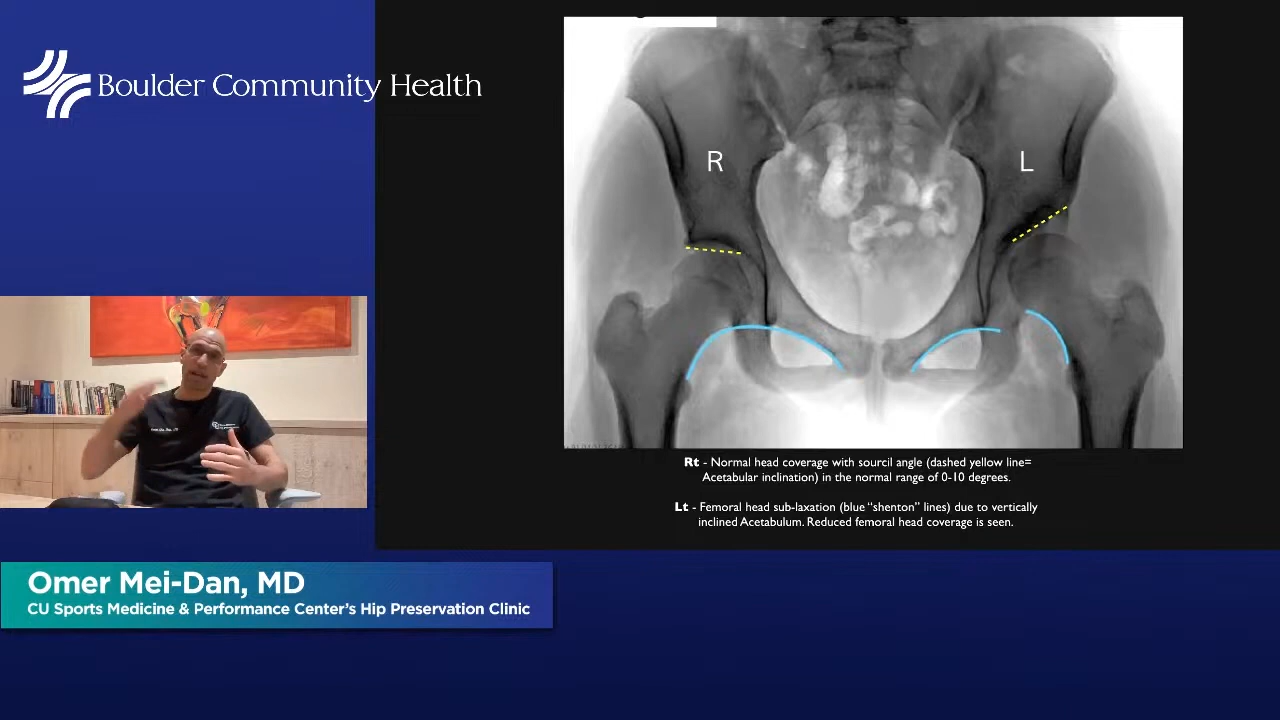 Boulder Community Health
R
L
Rt - Normal head coverage with sourcil angle (dashed yellow line=
Acetabular inclination) in the normal range of 0-10 degrees.
Lt - Femoral head sub-laxation (blue “shenton” lines) due to vertically
inclined Acetabulum. Reduced femoral head coverage is seen.
Omer Mei-Dan, MD
CU Sports Medicine & Performance Center’s Hip Preservation Clinic